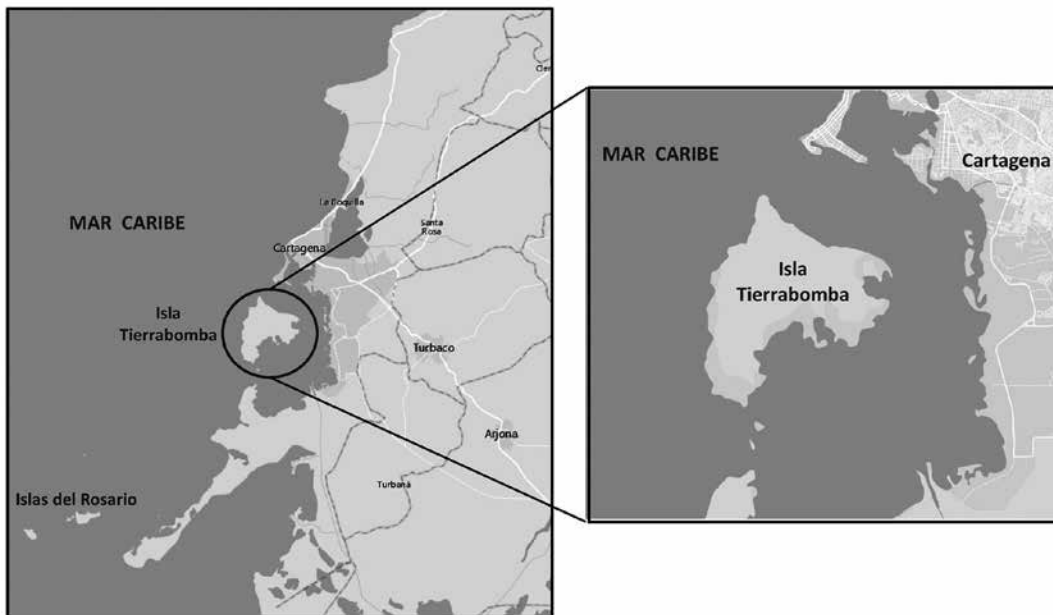 MAR CARIBE
La Boquilla
Santa
Rosa
Cartagena
Isla
Tierrabomba
Turbaco
Arjona
Turbaná
Islas del Rosario
MAR CARIBE
Cartagena
Isla
Tierrabomba